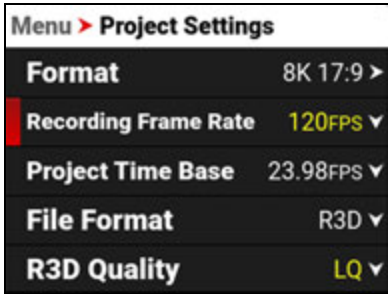 Menu > Project Settings
Format 8K 17:9 >
Recording Frame Rate 120FPS
Project Time Base 23.98FPS
File Format R3D
R3D Quality LQ